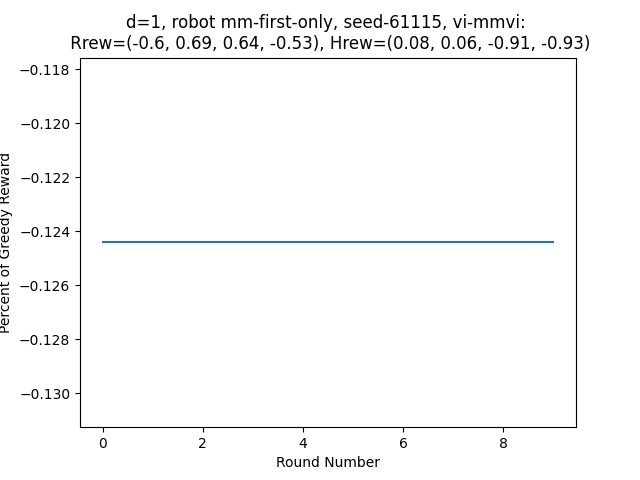 d=1, robot mm-first-only, seed-61115, vi-mmvi:
Rrew=(-0.6, 0.69, 0.64, -0.53), Hrew=(0.08, 0.06, -0.91, -0.93)
−0.118
−0.120
−0.122
−0.124
−0.126
−0.128
−0.130
Percent of Greedy Reward
0 2 4 6 8
Round Number